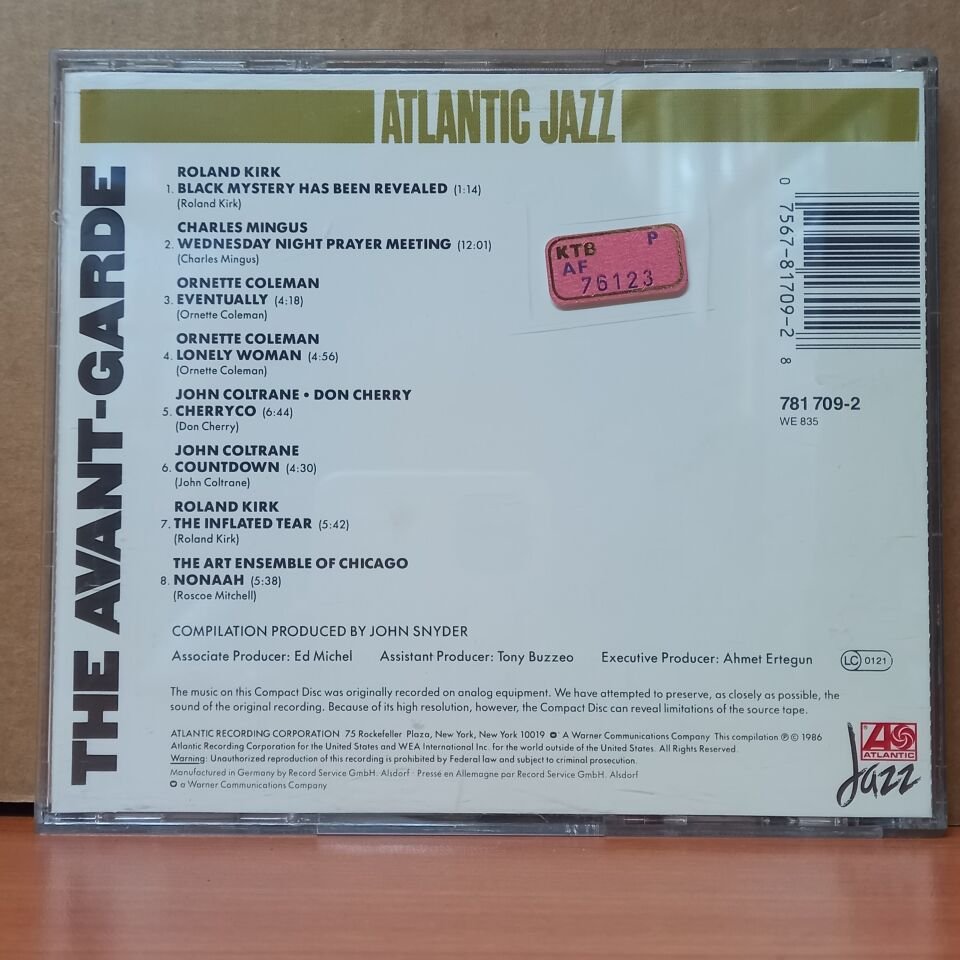 ATLANTIC JAZZ
THE AVANT-GARDE
ROLAND KIRK
1. BLACK MYSTERY HAS BEEN REVEALED (1:14)
(Roland Kirk)
CHARLES MINGUS
2. WEDNESDAY NIGHT PRAYER MEETING (12:01)
(Charles Mingus)
ORNETTE COLEMAN
3. EVENTUALLY (4:18)
(Ornette Coleman)
ORNETTE COLEMAN
4. LONELY WOMAN (4:56)
(Ornette Coleman)
JOHN COLTRANE • DON CHERRY
5. CHERRYCO (6:44)
(Don Cherry)
JOHN COLTRANE
6. COUNTDOWN (4:30)
(John Coltrane)
ROLAND KIRK
7. THE INFLATED TEAR (5:42)
(Roland Kirk)
THE ART ENSEMBLE OF CHICAGO
8. NONAAH (5:38)
(Roscoe Mitchell)
KTB P
AF
76123
0 7567-81709-2 8
781 709-2
WE 835
COMPILATION PRODUCED BY JOHN SNYDER
Associate Producer: Ed Michel Assistant Producer: Tony Buzzeo Executive Producer: Ahmet Ertegun
LC 0121
The music on this Compact Disc was originally recorded on analog equipment. We have attempted to preserve, as closely as possible, the
sound of the original recording. Because of its high resolution, however, the Compact Disc can reveal limitations of the source tape.
ATLANTIC RECORDING CORPORATION 75 Rockefeller Plaza, New York, New York 10019 A Warner Communications Company This compilation ℗ © 1986
Atlantic Recording Corporation for the United States and WEA International Inc. for the world outside of the United States. All Rights Reserved.
Warning: Unauthorized reproduction of this recording is prohibited by Federal law and subject to criminal prosecution.
Manufactured in Germany by Record Service GmbH. Alsdorf · Pressé en Allemagne par Record Service GmbH. Alsdorf
a Warner Communications Company
ATLANTIC
Jazz